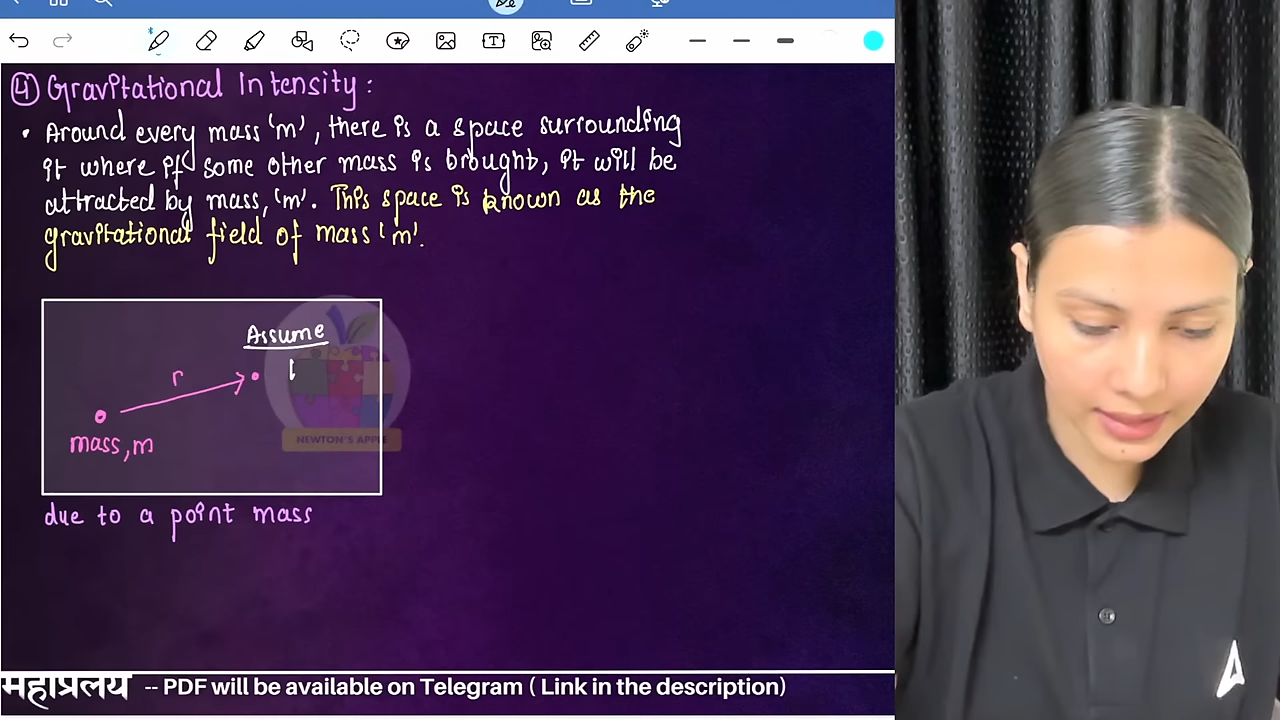 ④ Gravitational Intensity:
• Around every mass 'm', there is a space surrounding
it where if some other mass is brought, it will be
attracted by mass, 'm'. This space is known as the
gravitational field of mass 'm'.
Assume
r
mass, m
NEWTON'S APPLE
due to a point mass
महाप्रलय -- PDF will be available on Telegram ( Link in the description)